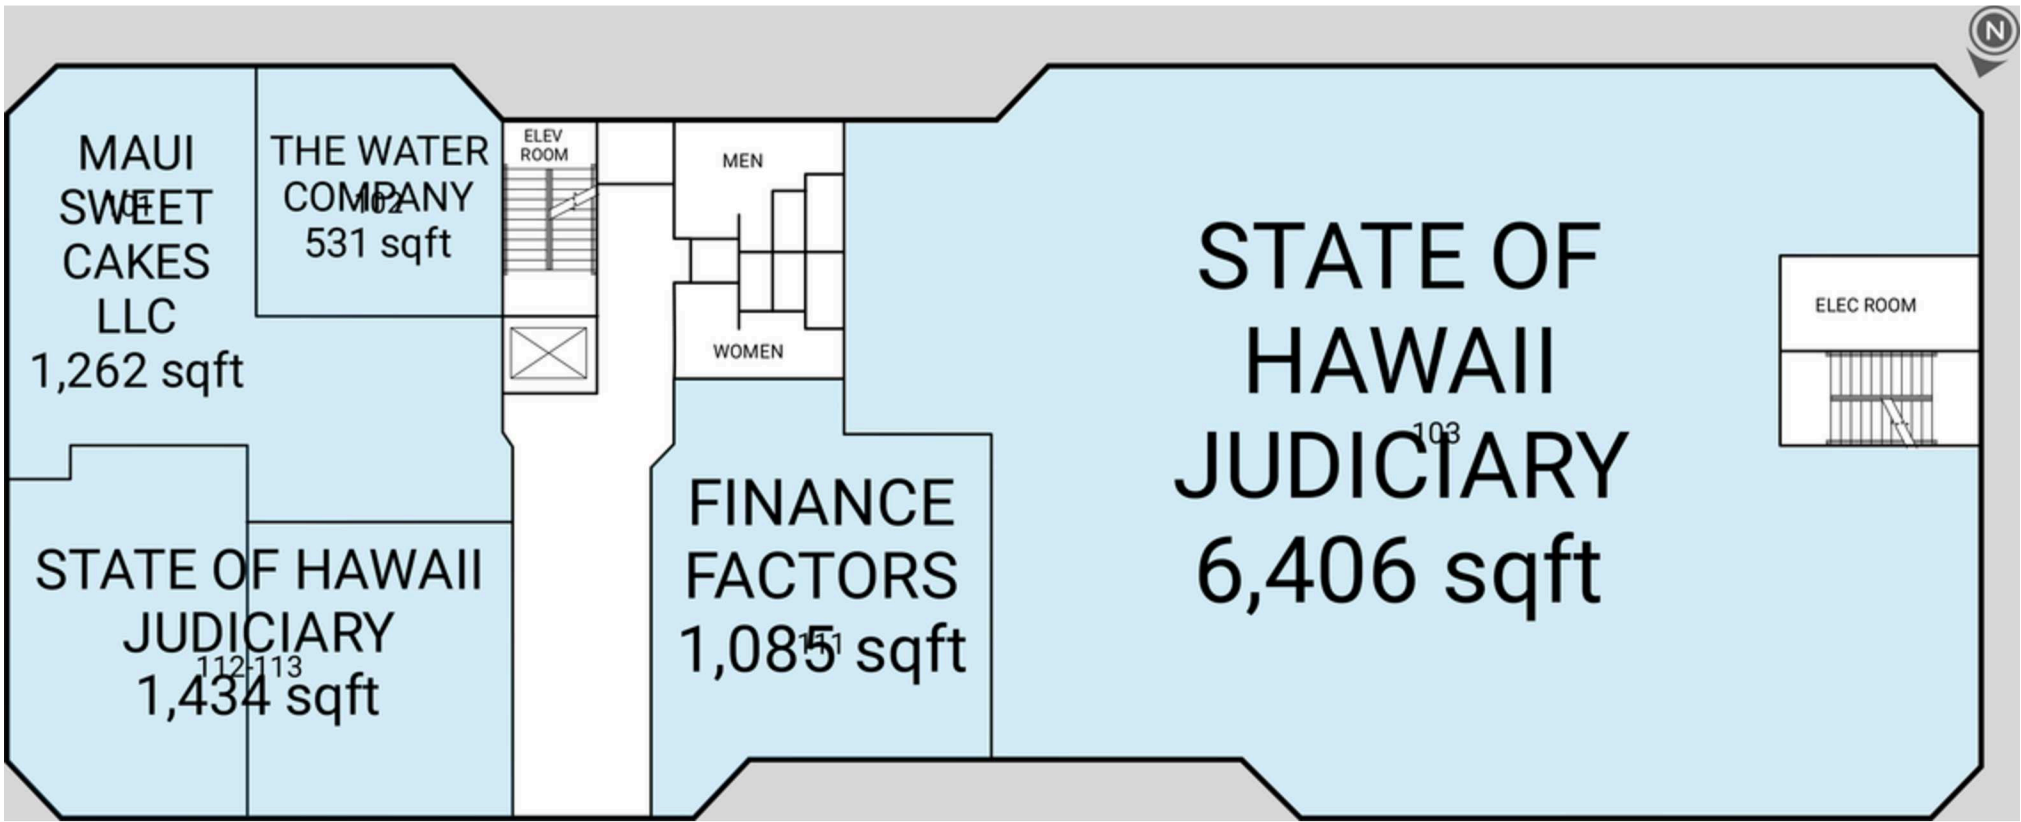 N
MAUI
SWEET
CAKES
LLC
1,262 sqft
101
THE WATER
COMPANY
531 sqft
102
ELEV
ROOM
MEN
WOMEN
STATE OF
HAWAII
JUDICIARY
6,406 sqft
103
ELEC ROOM
FINANCE
FACTORS
1,085 sqft
111
STATE OF HAWAII
JUDICIARY
1,434 sqft
112-113